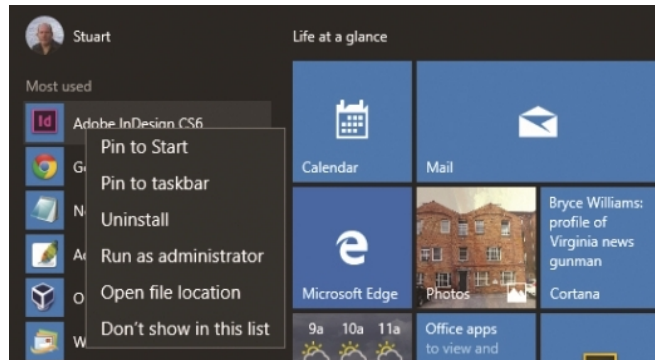 Stuart
Life at a glance
Most used
Id
Adobe InDesign CS6
Pin to Start
Pin to taskbar
Uninstall
Run as administrator
Open file location
Don't show in this list
Calendar
Mail
Microsoft Edge
Photos
Bryce Williams:
profile of
Virginia news
gunman
Cortana
9a 10a 11a
Office apps
to view and